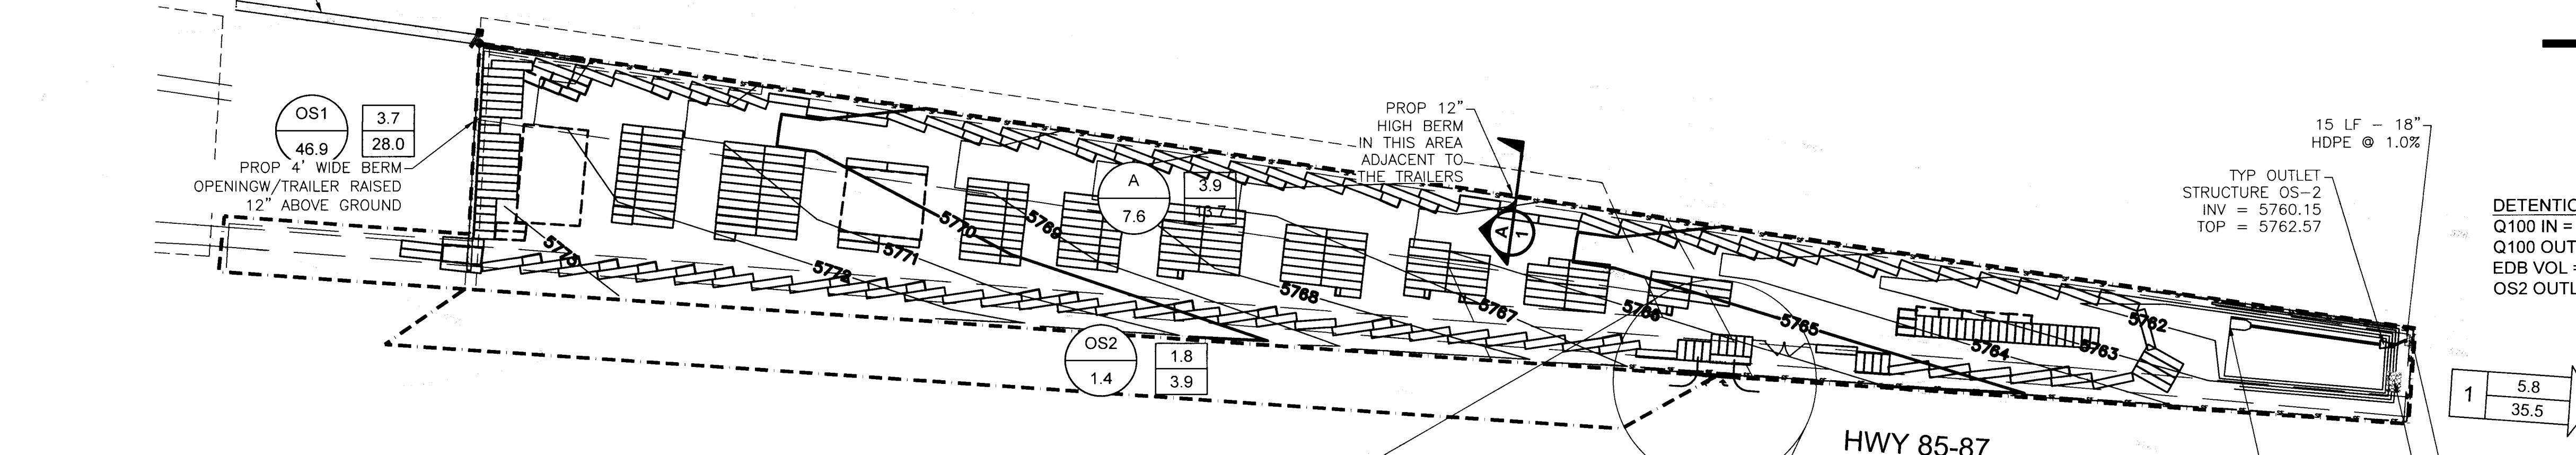 OS1
46.9
3.7
28.0
PROP 4' WIDE BERM
OPENINGW/TRAILER RAISED
12" ABOVE GROUND
PROP 12"
HIGH BERM
IN THIS AREA
ADJACENT TO
THE TRAILERS
A
7.6
3.9
13.7
A
1
15 LF - 18"
HDPE @ 1.0%
TYP OUTLET
STRUCTURE OS-2
INV = 5760.15
TOP = 5762.57
DETENTIO
Q100 IN =
Q100 OUT
EDB VOL =
OS2 OUTL
5773
5772
5771
5770
5769
5768
5767
5766
5765
5764
5763
5762
OS2
1.4
1.8
3.9
1
5.8
35.5
HWY 85-87